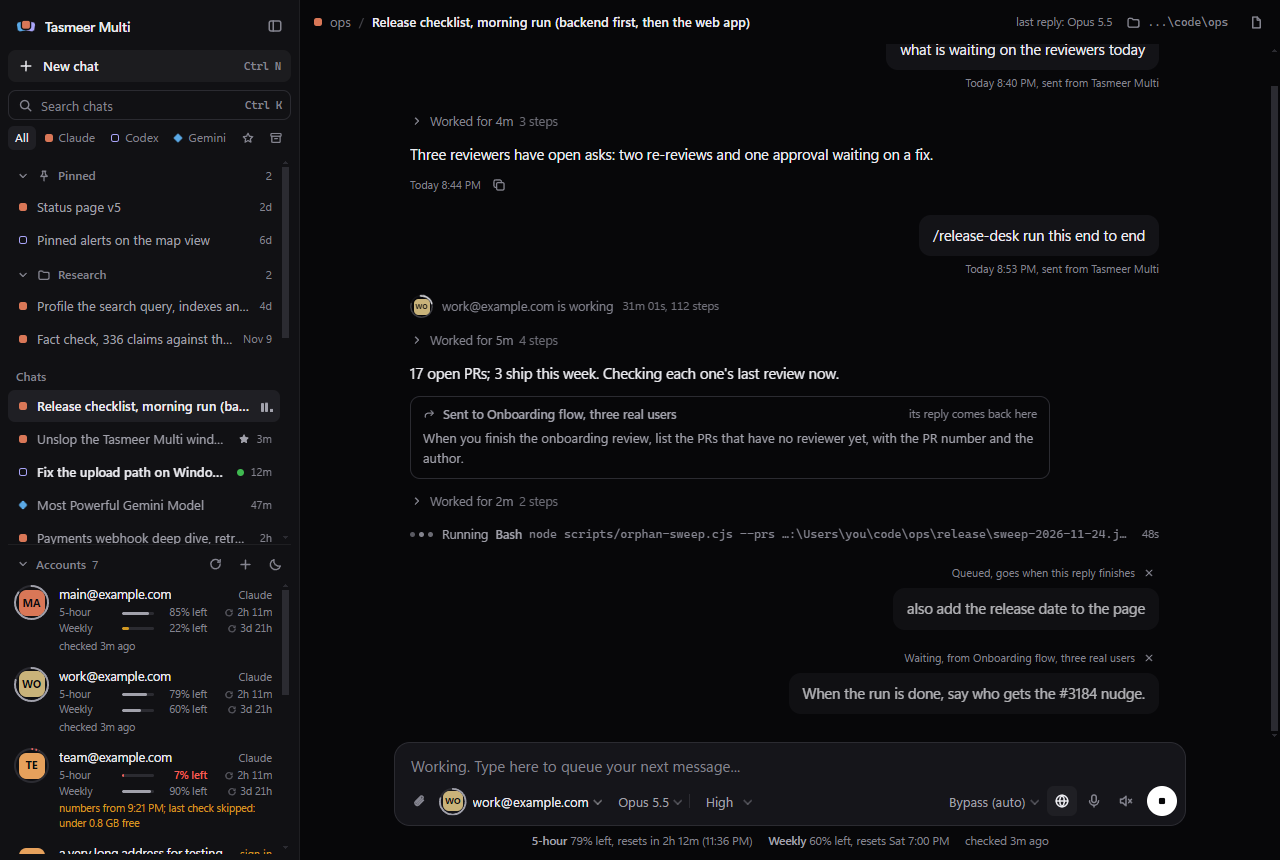 Tasmeer Multi
New chat Ctrl N
Search chats Ctrl K
All Claude Codex Gemini
Pinned 2
Status page v5 2d
Pinned alerts on the map view 6d
Research 2
Profile the search query, indexes an... 4d
Fact check, 336 claims against th... Nov 9
Chats
Release checklist, morning run (ba...
Unslop the Tasmeer Multi wind... 3m
Fix the upload path on Windo... 12m
Most Powerful Gemini Model 47m
Payments webhook deep dive, retr... 2h
Accounts 7
MA
main@example.com Claude
5-hour 85% left 2h 11m
Weekly 22% left 3d 21h
checked 3m ago
WO
work@example.com Claude
5-hour 79% left 2h 11m
Weekly 60% left 3d 21h
checked 3m ago
TE
team@example.com Claude
5-hour 7% left 2h 11m
Weekly 90% left 3d 21h
numbers from 9:21 PM; last check skipped:
under 0.8 GB free
a very long address for testing sign in
ops / Release checklist, morning run (backend first, then the web app)
last reply: Opus 5.5 ...\code\ops
what is waiting on the reviewers today
Today 8:40 PM, sent from Tasmeer Multi
Worked for 4m 3 steps
Three reviewers have open asks: two re-reviews and one approval waiting on a fix.
Today 8:44 PM
/release-desk run this end to end
Today 8:53 PM, sent from Tasmeer Multi
WO work@example.com is working 31m 01s, 112 steps
Worked for 5m 4 steps
17 open PRs; 3 ship this week. Checking each one's last review now.
Sent to Onboarding flow, three real users its reply comes back here
When you finish the onboarding review, list the PRs that have no reviewer yet, with the PR number and the
author.
Worked for 2m 2 steps
Running Bash node scripts/orphan-sweep.cjs --prs …:\Users\you\code\ops\release\sweep-2026-11-24.j… 48s
Queued, goes when this reply finishes
also add the release date to the page
Waiting, from Onboarding flow, three real users
When the run is done, say who gets the #3184 nudge.
Working. Type here to queue your next message...
WO work@example.com Opus 5.5 High Bypass (auto)
5-hour 79% left, resets in 2h 12m (11:36 PM) Weekly 60% left, resets Sat 7:00 PM checked 3m ago